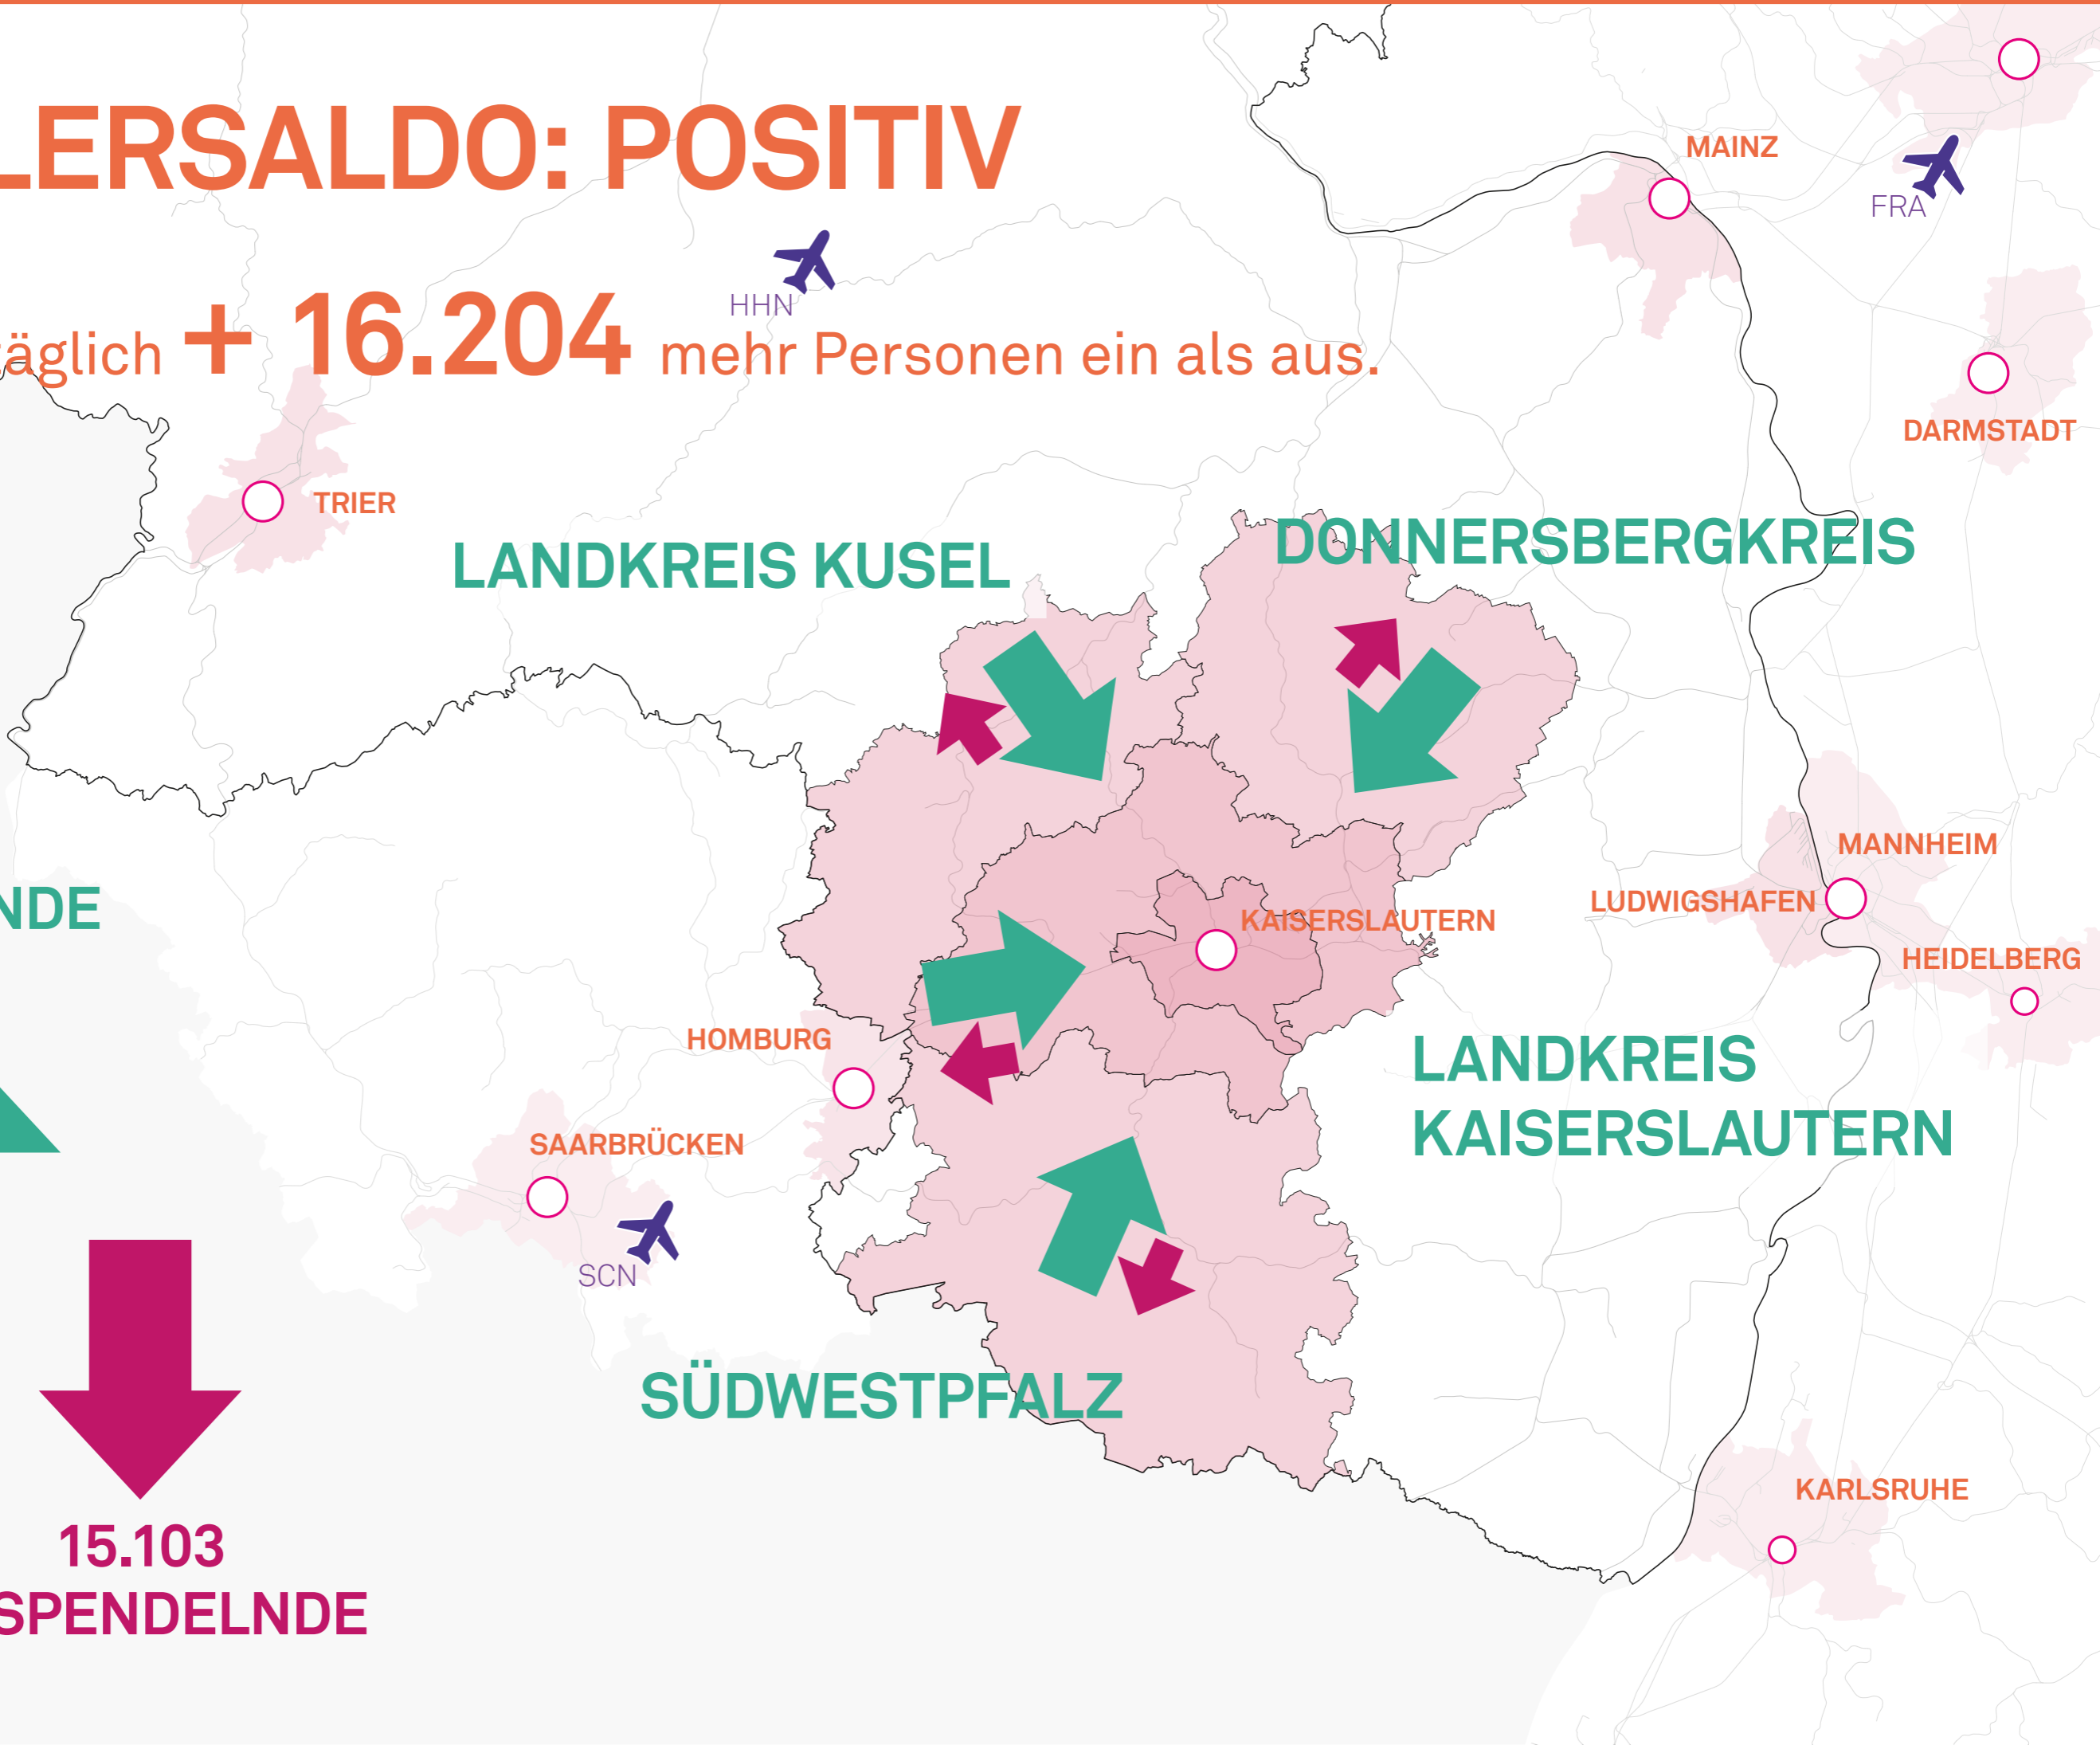 LERSALDO: POSITIV
äglich + 16.204 mehr Personen ein als aus.
MAINZ
FRA
HHN
DARMSTADT
TRIER
LANDKREIS KUSEL
DONNERSBERGKREIS
MANNHEIM
LUDWIGSHAFEN
NDE
KAISERSLAUTERN
HEIDELBERG
HOMBURG
LANDKREIS
KAISERSLAUTERN
SAARBRÜCKEN
SCN
SÜDWESTPFALZ
KARLSRUHE
15.103
SPENDELNDE